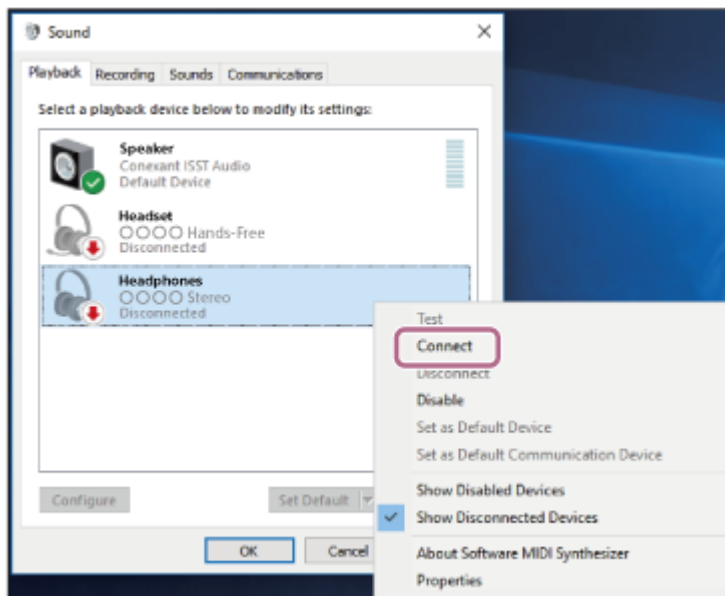 Sound
Playback Recording Sounds Communications
Select a playback device below to modify its settings:
Speaker
Conexant ISST Audio
Default Device
Headset
○○○○ Hands-Free
Disconnected
Headphones
○○○○ Stereo
Disconnected
Test
Connect
Disconnect
Disable
Set as Default Device
Set as Default Communication Device
Show Disabled Devices
Show Disconnected Devices
About Software MIDI Synthesizer
Properties
Configure Set Default
OK Cancel